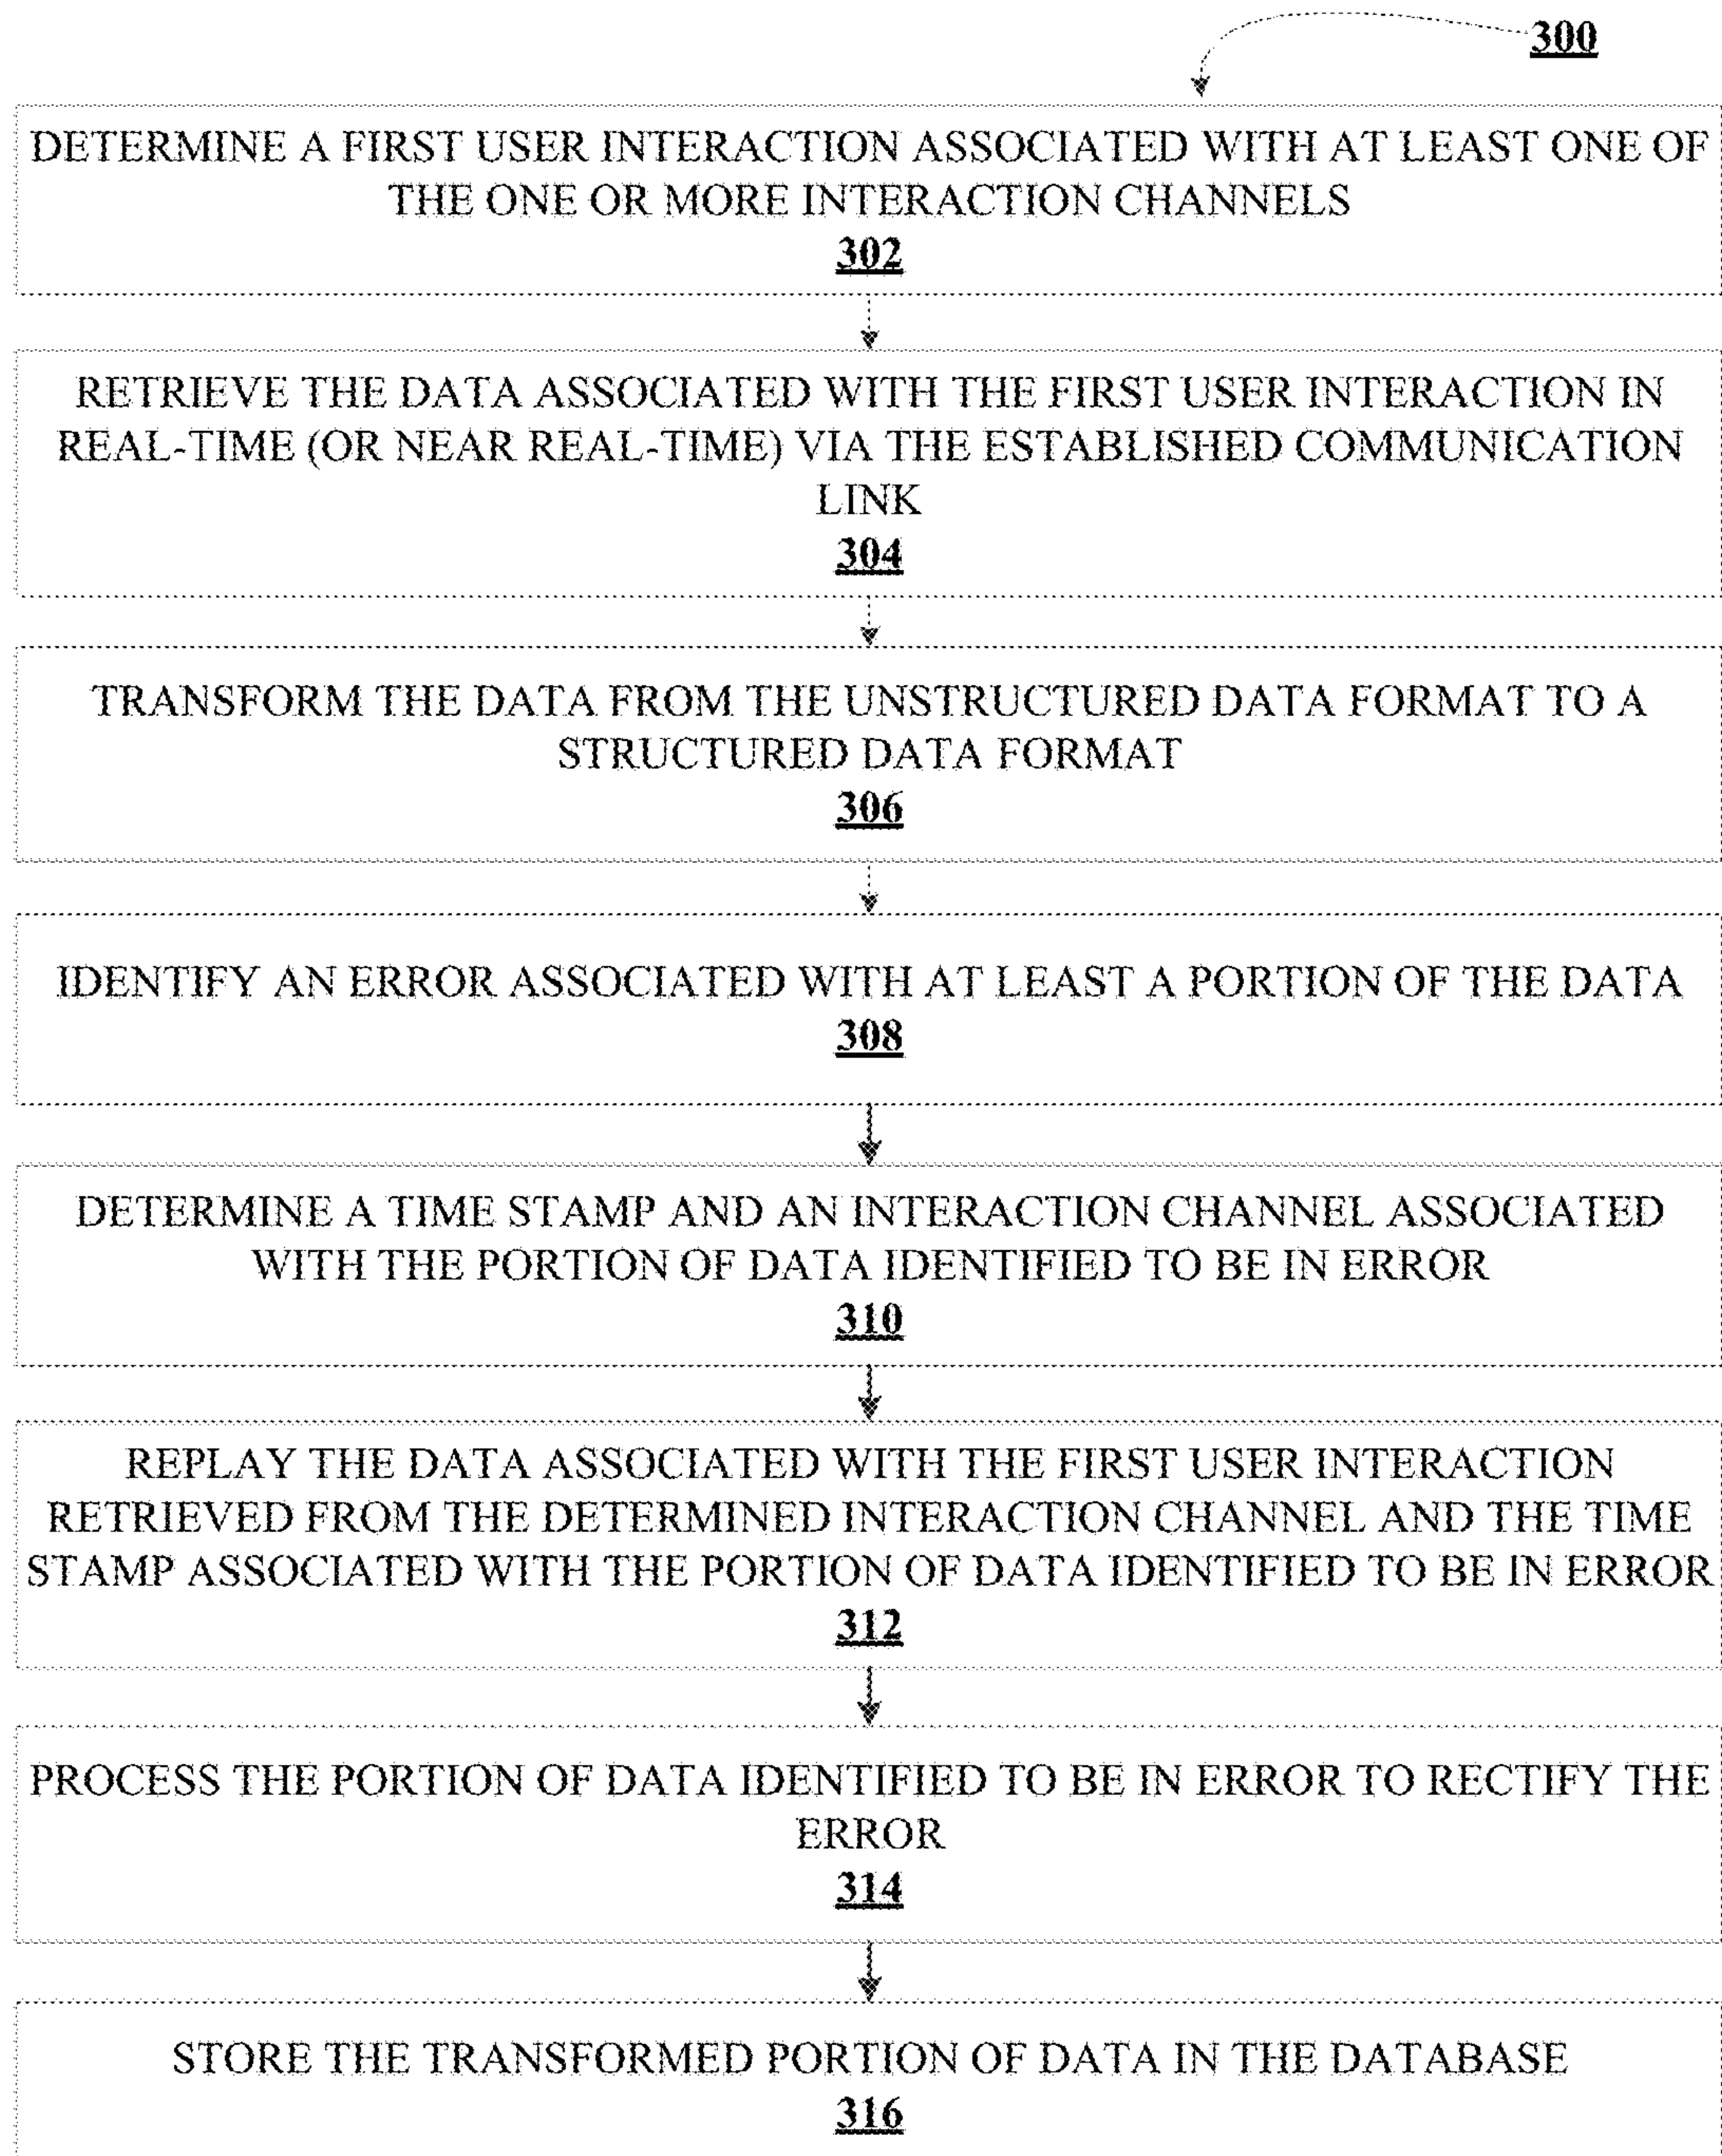 300
DETERMINE A FIRST USER INTERACTION ASSOCIATED WITH AT LEAST ONE OF
THE ONE OR MORE INTERACTION CHANNELS
302
RETRIEVE THE DATA ASSOCIATED WITH THE FIRST USER INTERACTION IN
REAL-TIME (OR NEAR REAL-TIME) VIA THE ESTABLISHED COMMUNICATION
LINK
304
TRANSFORM THE DATA FROM THE UNSTRUCTURED DATA FORMAT TO A
STRUCTURED DATA FORMAT
306
IDENTIFY AN ERROR ASSOCIATED WITH AT LEAST A PORTION OF THE DATA
308
DETERMINE A TIME STAMP AND AN INTERACTION CHANNEL ASSOCIATED
WITH THE PORTION OF DATA IDENTIFIED TO BE IN ERROR
310
REPLAY THE DATA ASSOCIATED WITH THE FIRST USER INTERACTION
RETRIEVED FROM THE DETERMINED INTERACTION CHANNEL AND THE TIME
STAMP ASSOCIATED WITH THE PORTION OF DATA IDENTIFIED TO BE IN ERROR
312
PROCESS THE PORTION OF DATA IDENTIFIED TO BE IN ERROR TO RECTIFY THE
ERROR
314
STORE THE TRANSFORMED PORTION OF DATA IN THE DATABASE
316